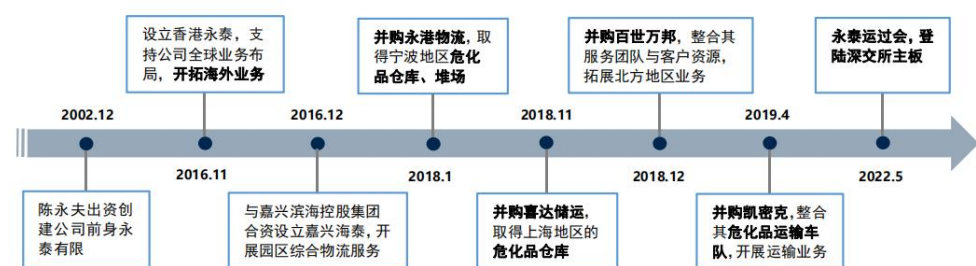 设立香港永泰，支
持公司全球业务布
局，开拓海外业务
并购永港物流，取
得宁波地区危化
品仓库、堆场
并购百世万邦，整合其
服务团队与客户资源，
拓展北方地区业务
永泰运过会，登
陆深交所主板
2002.12
2016.12
2018.11
2019.4
2016.11
2018.1
2018.12
2022.5
陈永夫出资创
建公司前身永
泰有限
与嘉兴滨海控股集团
合资设立嘉兴海泰，开
展园区综合物流服务
并购喜达储运，
取得上海地区的
危化品仓库
并购凯密克，整合
其危化品运输车
队，开展运输业务